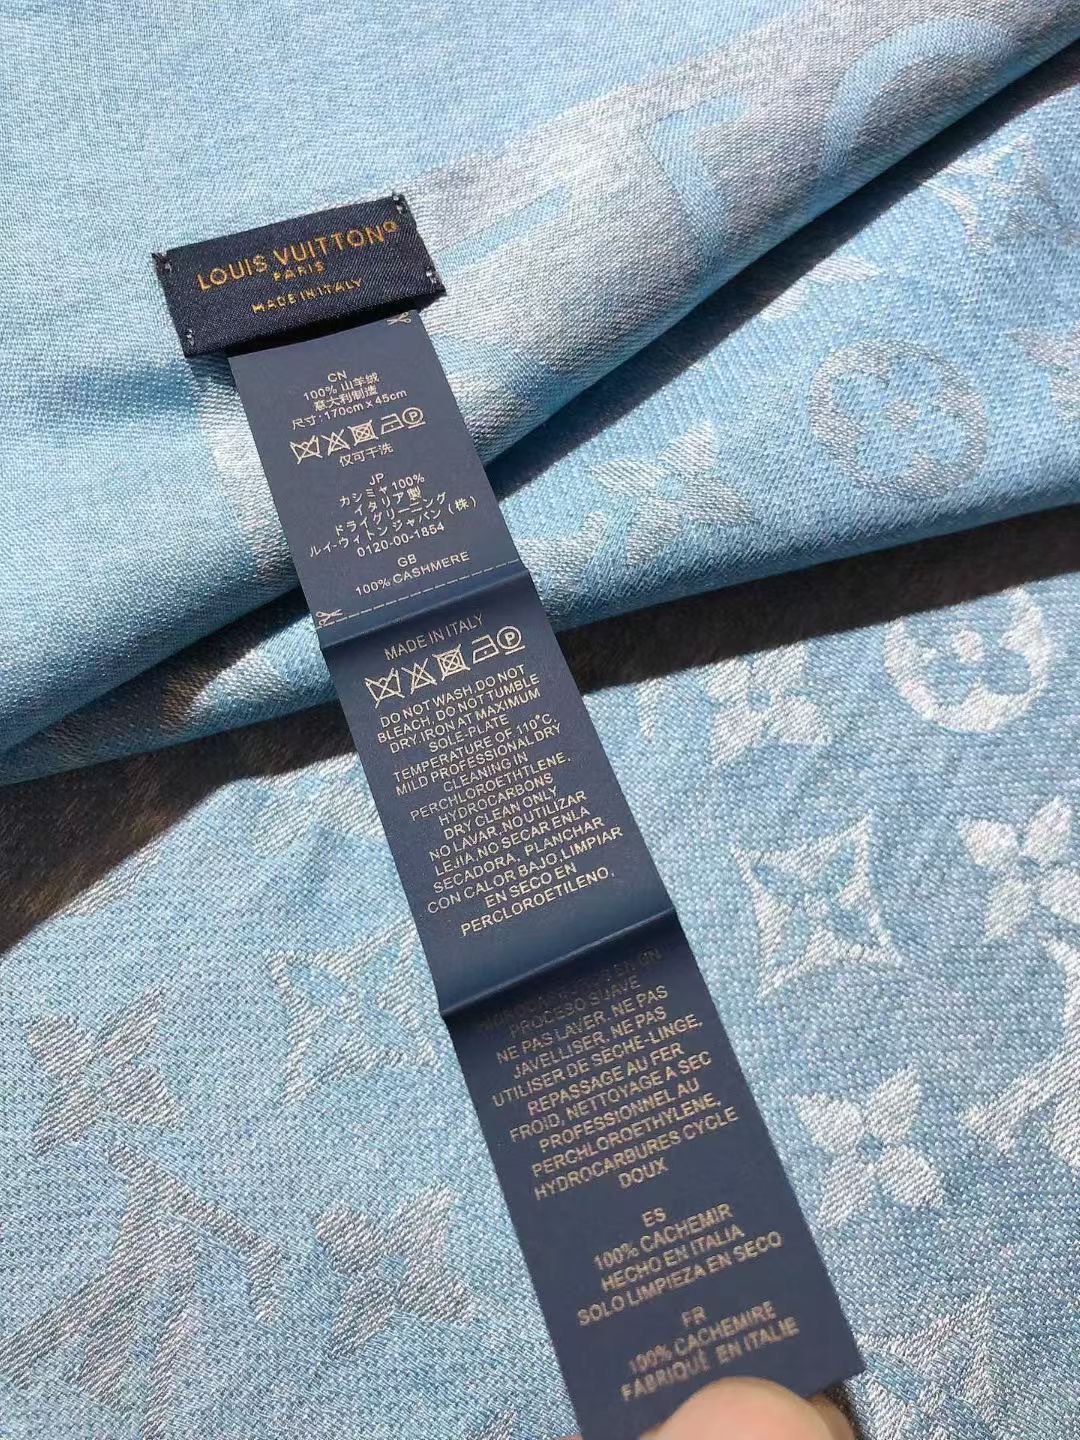 LOUIS VUITTON®
PARIS
MADE IN ITALY
CN
100% 山羊绒
意大利制造
尺寸:170cm x 45cm
P
仅可干洗
JP
カシミヤ 100%
イタリア製
ドライグリーニング
ルイ-ウィトンジャパン(株)
0120-00-1854
GB
100% CASHMERE
MADE IN ITALY
P
DO NOT WASH,DO NOT
BLEACH, DO NOT TUMBLE
DRY, IRON AT MAXIMUM
SOLE-PLATE
TEMPERATURE OF 110°C,
MILD PROFESSIONAL DRY
CLEANING IN
PERCHLOROETHTLENE,
HYDROCARBONS
DRY CLEAN ONLY
NO LAVAR, NO UTILIZAR
LEJIA,NO SECAR ENLA
SECADORA, PLANCHAR
CON CALOR BAJO,LIMPIAR
EN SECO EN
PERCLOROETILENO,
EN
PROCESO SUAVE
NE PAS LAVER, NE PAS
JAVELLISER, NE PAS
UTILISER DE SECHE-LINGE,
REPASSAGE AU FER
FROID, NETTOYAGE A SEC
PROFESSIONNEL AU
PERCHLOROETHYLENE,
HYDROCARBURES CYCLE
DOUX
ES
100% CACHEMIR
HECHO EN ITALIA
SOLO LIMPIEZA EN SECO
FR
100% CACHEMIRE
FABRIQUÉ EN ITALIE